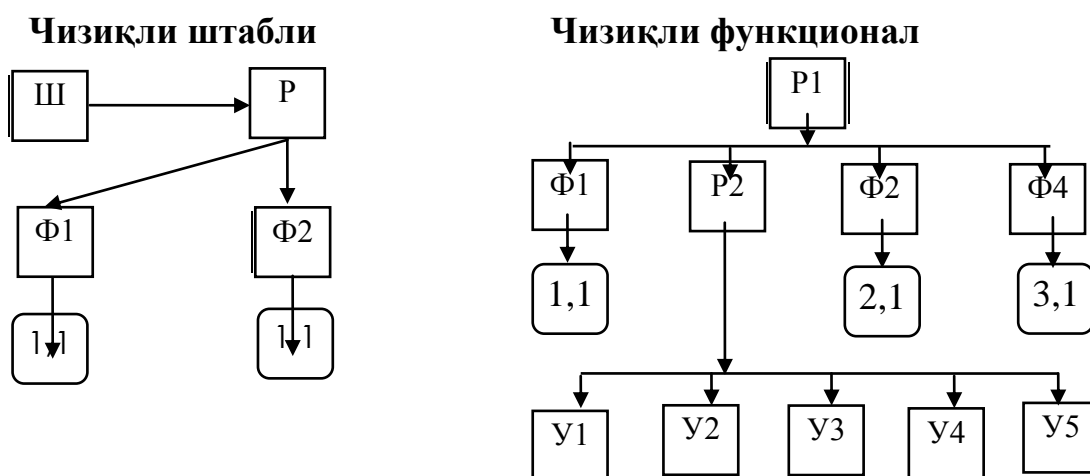 Чизиқли штабли
Ш
Р
Ф1
Ф2
1,1
1,1
Чизиқли функционал
Р1
Ф1
Р2
Ф2
Ф4
1,1
2,1
3,1
У1
У2
У3
У4
У5